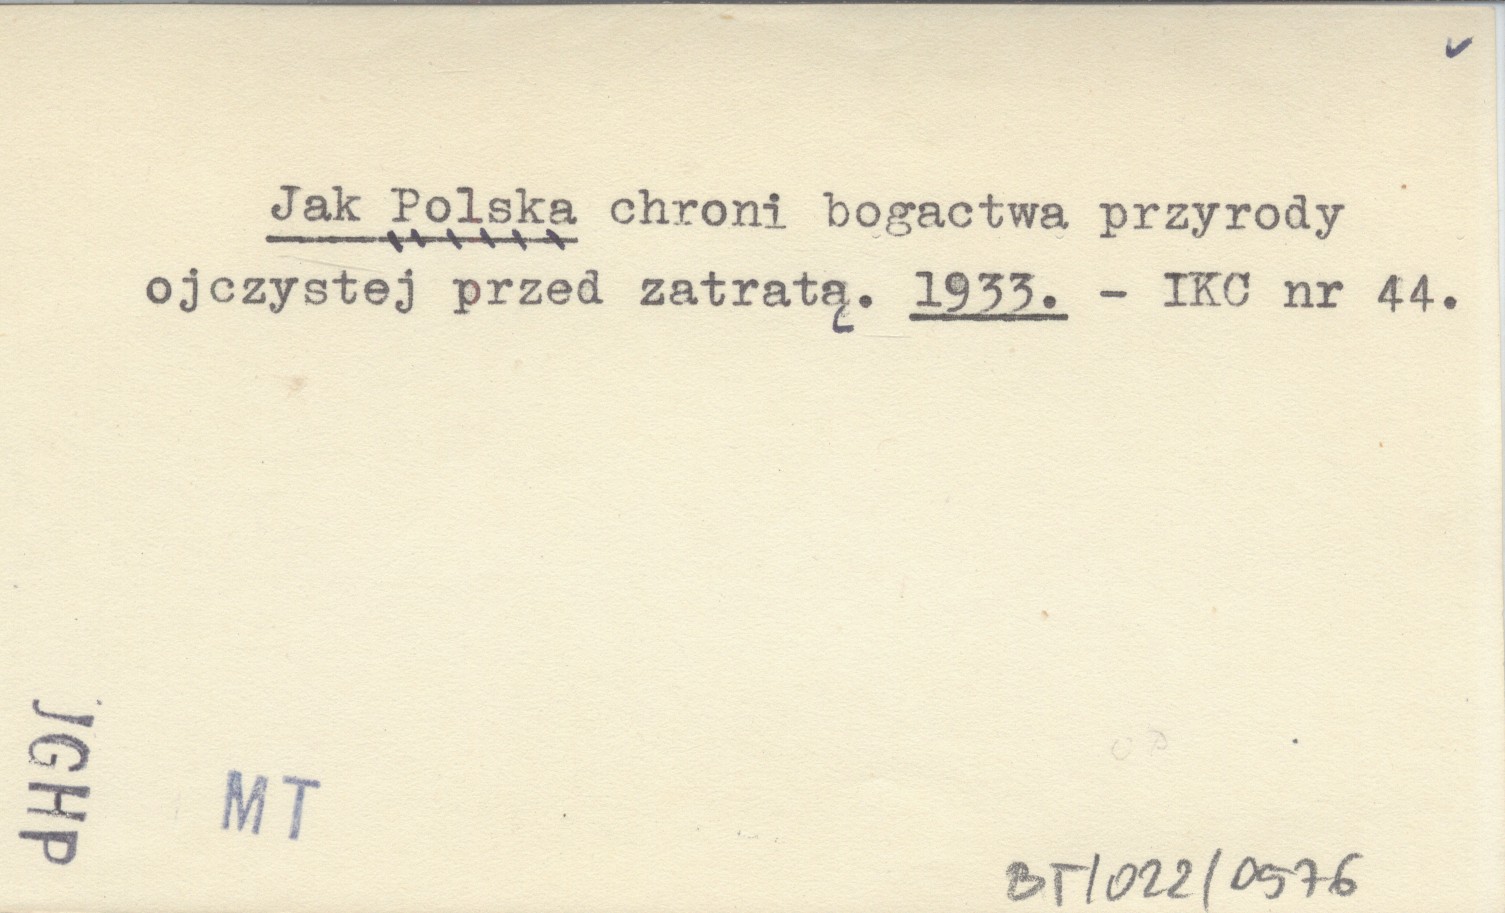 Jak Polska chroni bogactwa przyrody
ojczystej przed zatratą. 1933. - IKC nr 44.
JGHP
MT
BT/022/0576